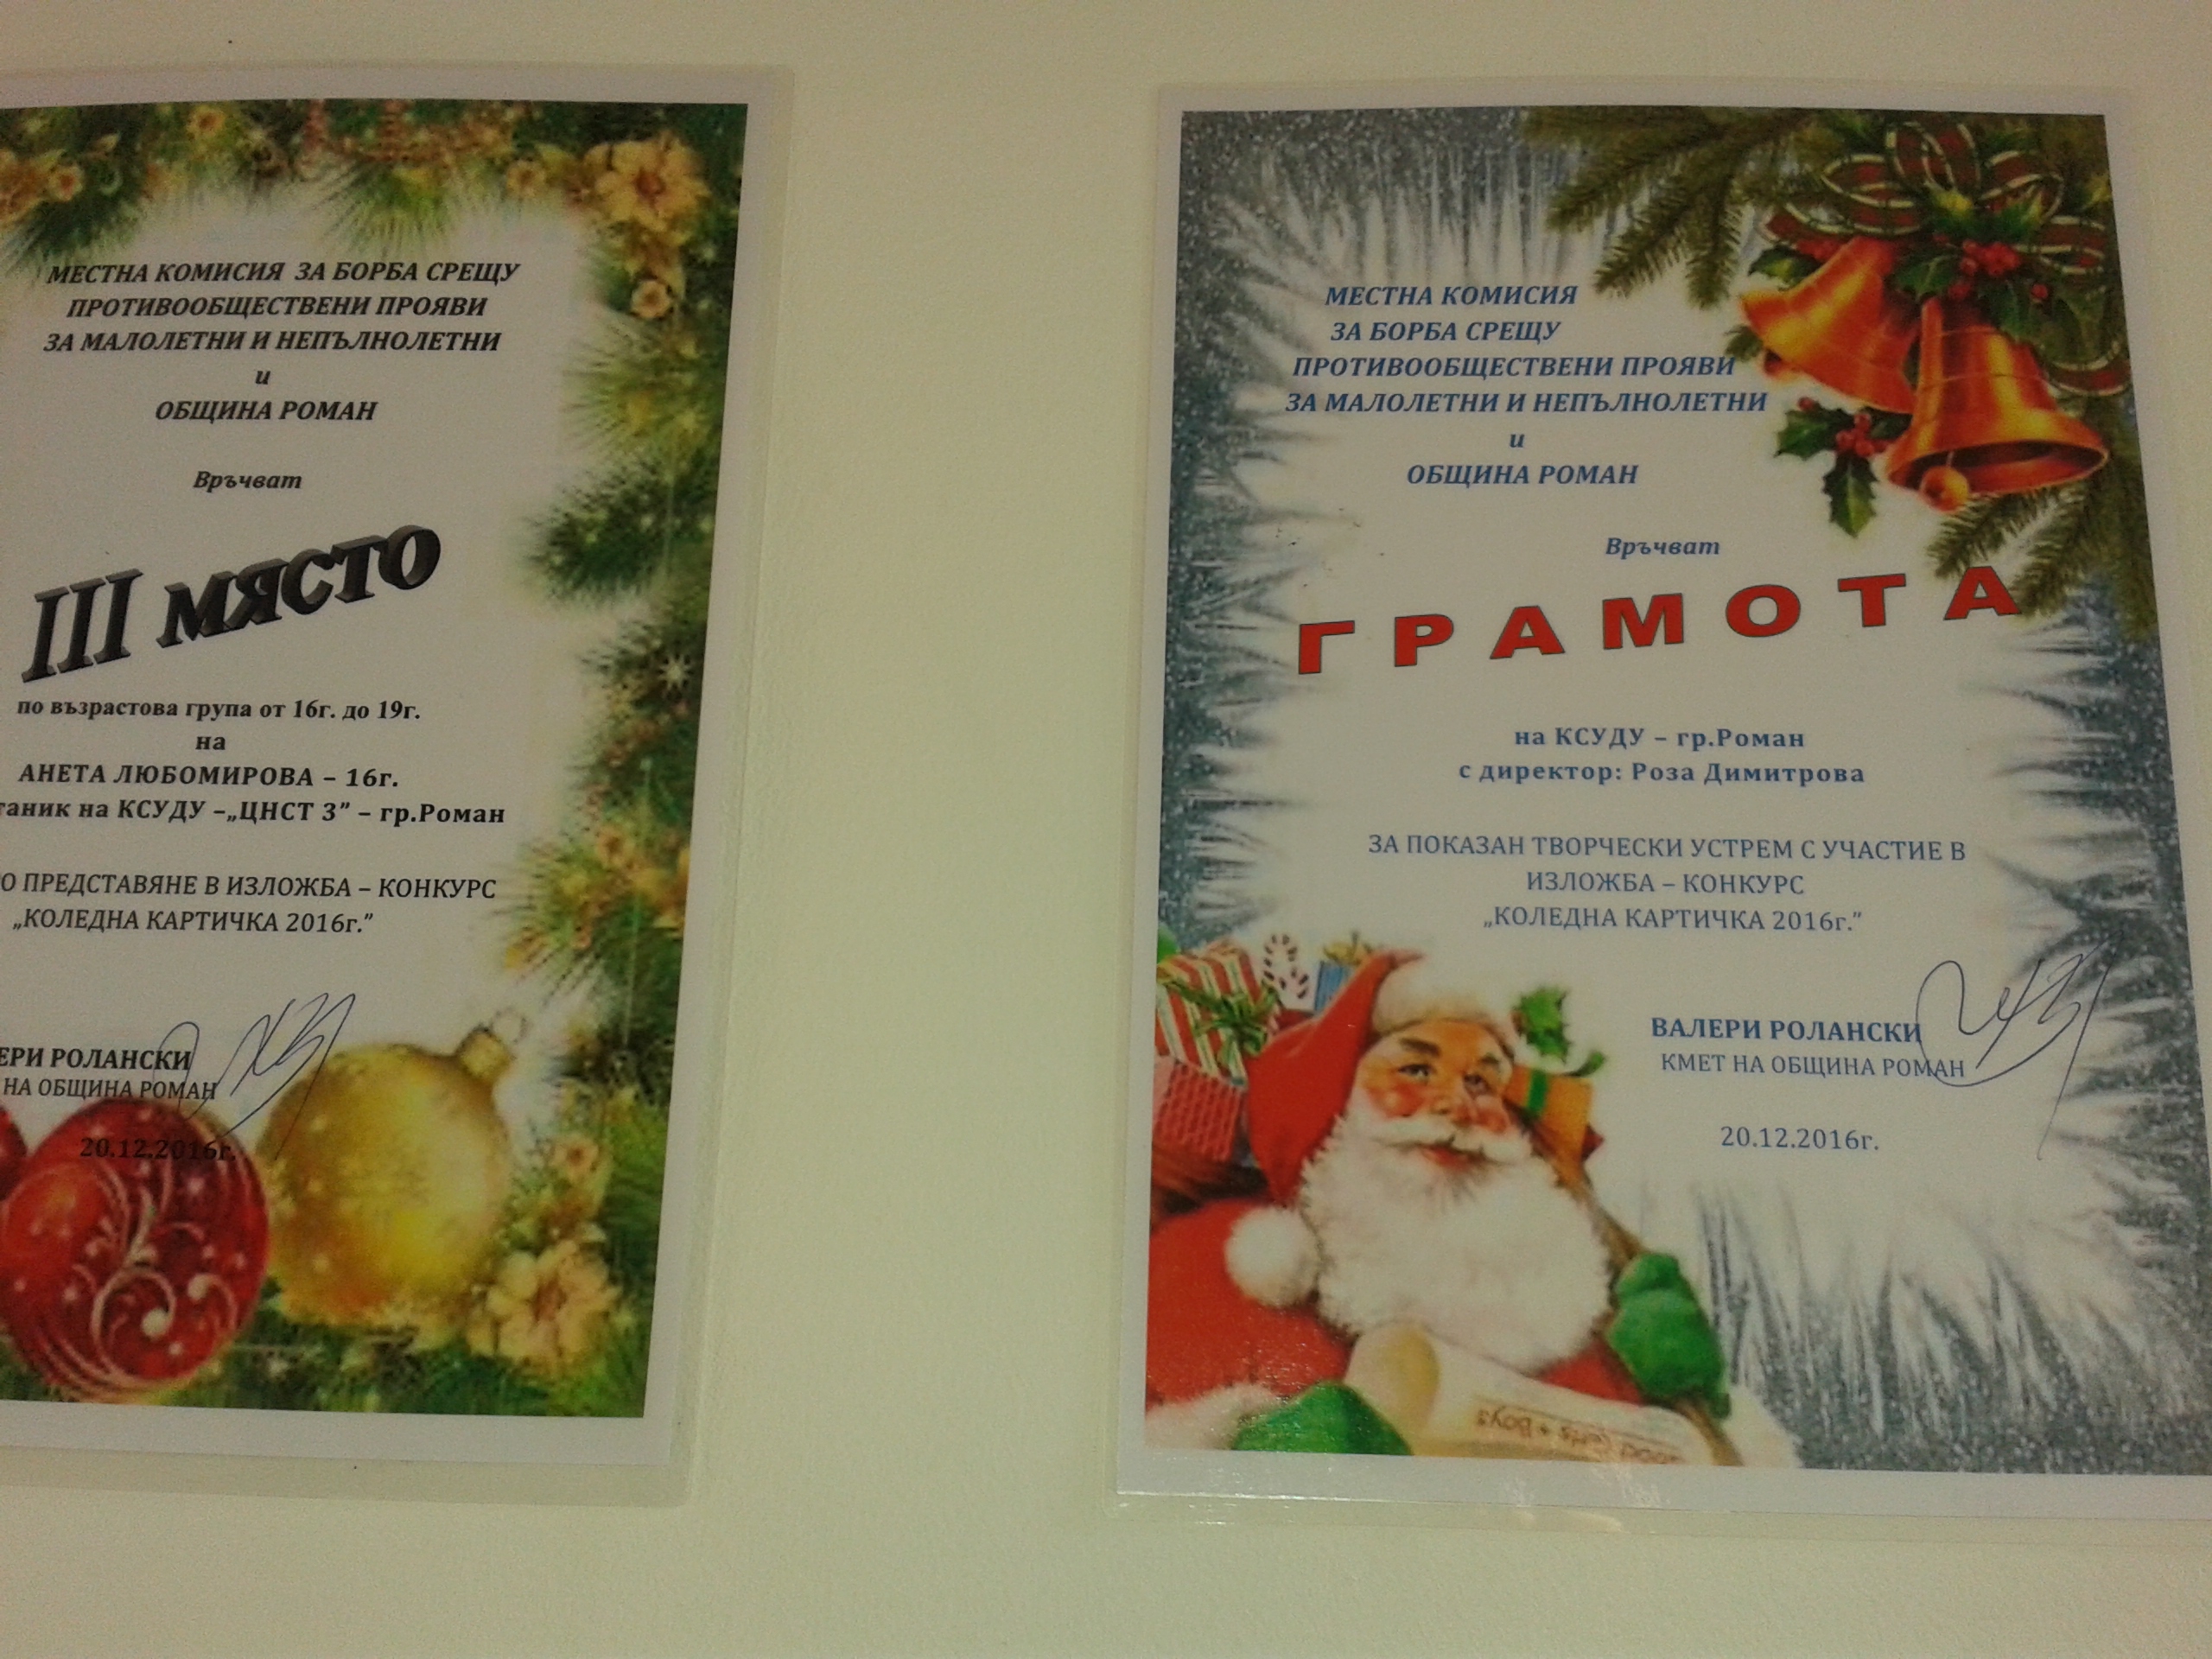 МЕСТНА КОМИСИЯ ЗА БОРБА СРЕЩУ
ПРОТИВООБЩЕСТВЕНИ ПРОЯВИ
ЗА МАЛОЛЕТНИ И НЕПЪЛНОЛЕТНИ
и
ОБЩИНА РОМАН
Връчват
III МЯСТО
по възрастова група от 16г. до 19г.
на
АНЕТА ЛЮБОМИРОВА – 16г.
на КСУДУ –„ЦНСТ 3” – гр.Роман
ПРЕДСТАВЯНЕ В ИЗЛОЖБА – КОНКУРС
„КОЛЕДНА КАРТИЧКА 2016г.”
РОЛАНСКИ
НА ОБЩИНА РОМАН
20.12.2016г.
МЕСТНА КОМИСИЯ
ЗА БОРБА СРЕЩУ
ПРОТИВООБЩЕСТВЕНИ ПРОЯВИ
ЗА МАЛОЛЕТНИ И НЕПЪЛНОЛЕТНИ
и
ОБЩИНА РОМАН
Връчват
ГРАМОТА
на КСУДУ – гр.Роман
с директор: Роза Димитрова
ЗА ПОКАЗАН ТВОРЧЕСКИ УСТРЕМ С УЧАСТИЕ В
ИЗЛОЖБА – КОНКУРС
„КОЛЕДНА КАРТИЧКА 2016г.”
ВАЛЕРИ РОЛАНСКИ
КМЕТ НА ОБЩИНА РОМАН
20.12.2016г.